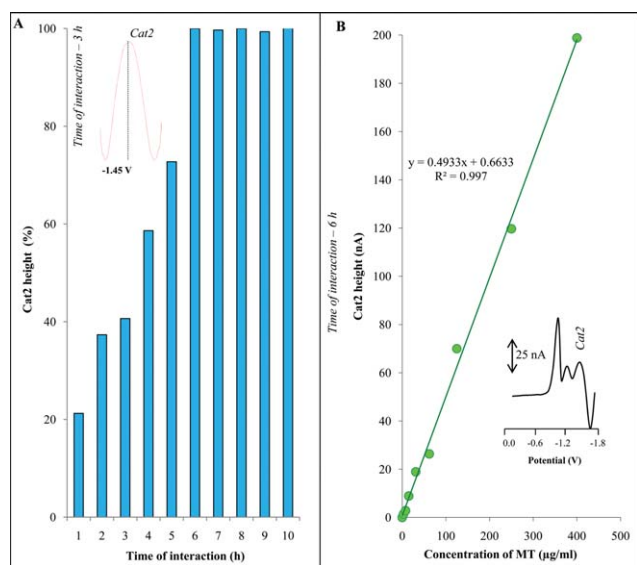 A
Time of interaction – 3 h
Cat2
-1.45 V
100
80
60
40
20
0
Cat2 height (%)
1 2 3 4 5 6 7 8 9 10
Time of interaction (h)
B
Time of interaction – 6 h
200
180
160
140
120
100
80
60
40
20
0
Cat2 height (nA)
y = 0.4933x + 0.6633
R² = 0.997
25 nA
Cat2
0.0 -0.6 -1.2 -1.8
Potential (V)
0 100 200 300 400 500
Concentration of MT (µg/ml)